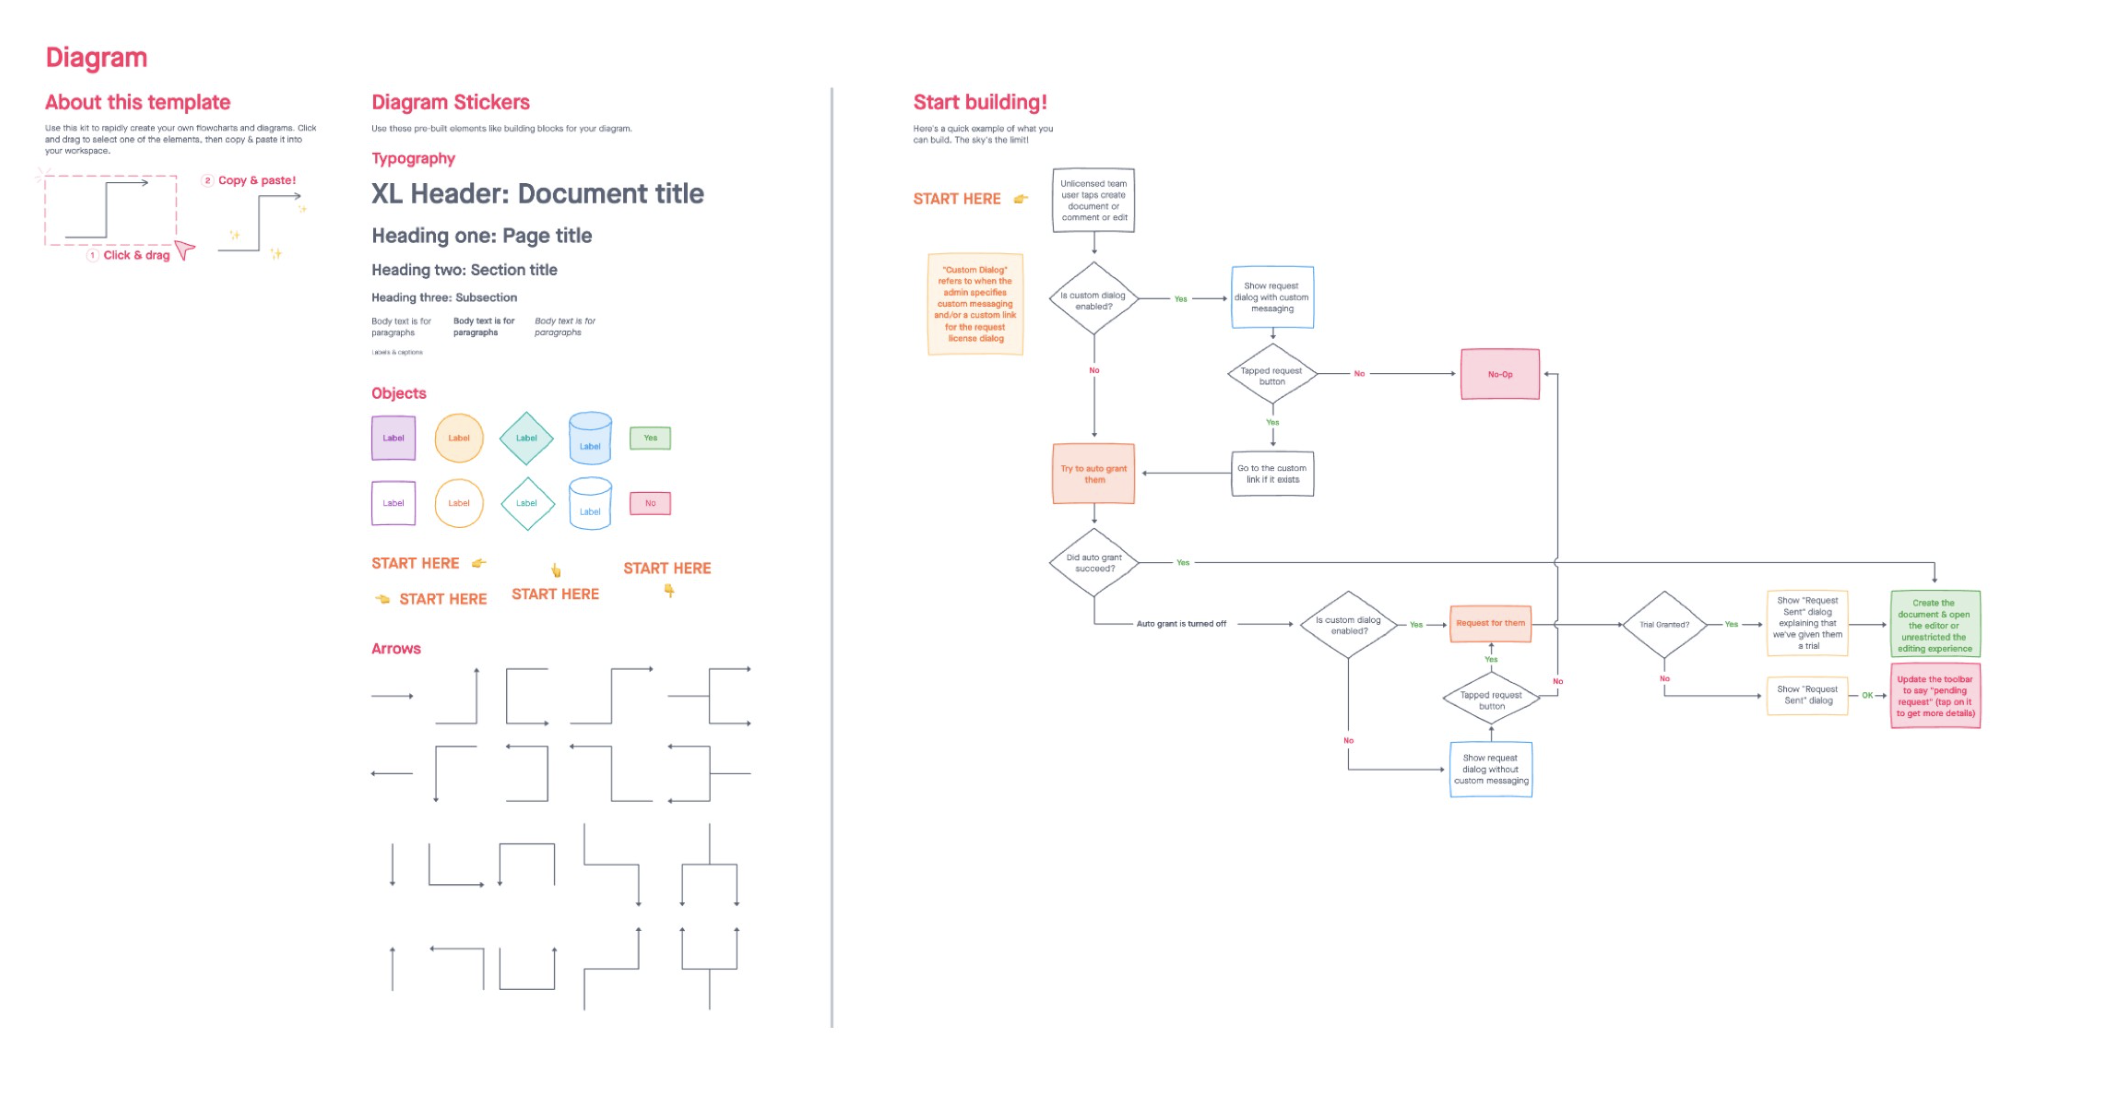 Diagram
About this template
Use this kit to rapidly create your own flowcharts and diagrams. Click
and drag to select one of the elements, then copy & paste it into
your workspace.
2 Copy & paste!
1 Click & drag
Diagram Stickers
Use these pre-built elements like building blocks for your diagram.
Typography
XL Header: Document title
Heading one: Page title
Heading two: Section title
Heading three: Subsection
Body text is for
paragraphs
Body text is for
paragraphs
Body text is for
paragraphs
Labels & captions
Objects
Label
Label
Label
Label
Yes
Label
Label
Label
Label
No
START HERE
START HERE
START HERE
START HERE
Arrows
Start building!
Here's a quick example of what you
can build. The sky's the limit!
START HERE
Unlicensed team
user taps create
document or
comment or edit
"Custom Dialog"
refers to when the
admin specifies
custom messaging
and/or a custom link
for the request
license dialog
Is custom dialog
enabled?
Yes
Show request
dialog with custom
messaging
No
Tapped request
button
No
No-Op
Yes
Try to auto grant
them
Go to the custom
link if it exists
Did auto grant
succeed?
Yes
Auto grant is turned off
Is custom dialog
enabled?
Yes
Request for them
Trial Granted?
Yes
Show "Request
Sent" dialog
explaining that
we've given them
a trial
Create the
document & open
the editor or
unrestricted the
editing experience
Yes
Tapped request
button
No
No
Show "Request
Sent" dialog
OK
Update the toolbar
to say "pending
request" (tap on it
to get more details)
No
Show request
dialog without
custom messaging